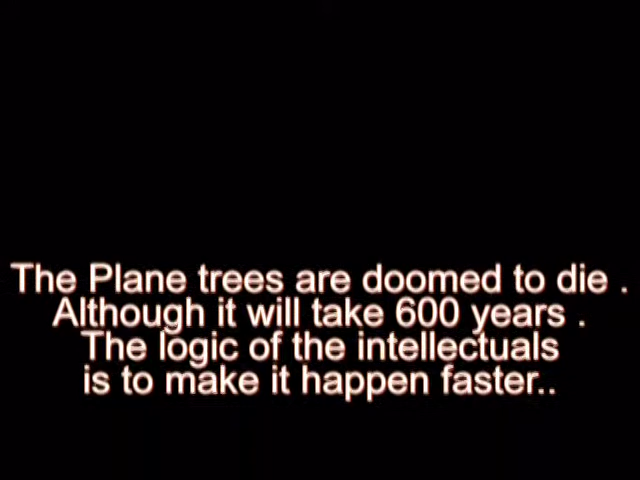 The Plane trees are doomed to die .
Although it will take 600 years .
The logic of the intellectuals
is to make it happen faster..